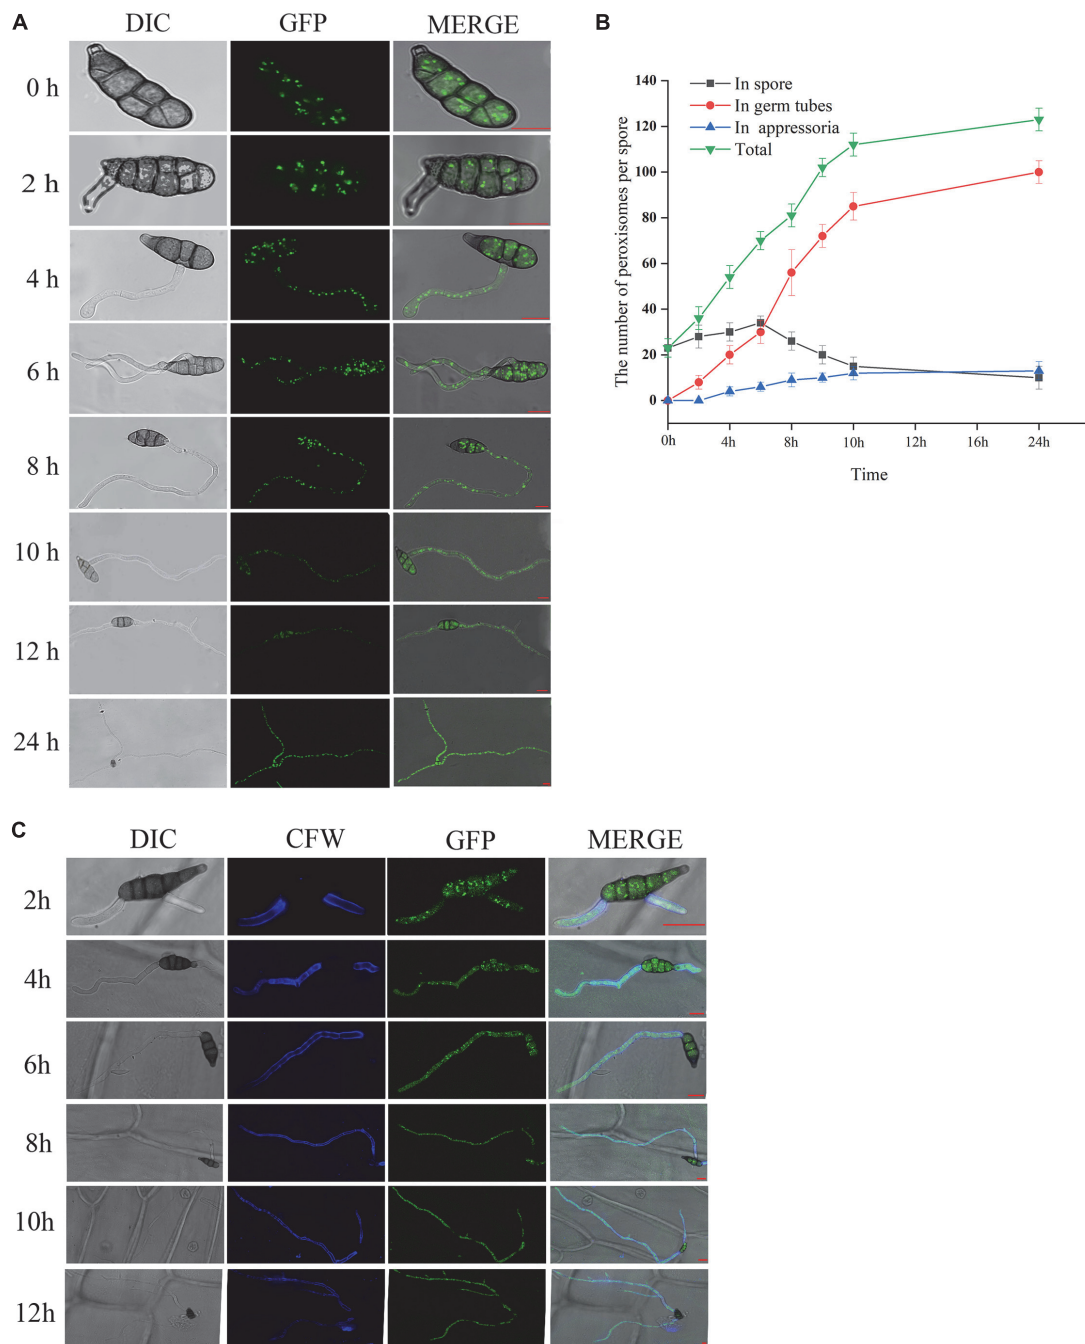 A
DIC GFP MERGE
0 h
2 h
4 h
6 h
8 h
10 h
12 h
24 h
B
In spore
In germ tubes
In appressoria
Total
The number of peroxisomes per spore
140
120
100
80
60
40
20
0
0h 4h 8h 10h 12h 16h 24h
Time
C
DIC CFW GFP MERGE
2h
4h
6h
8h
10h
12h